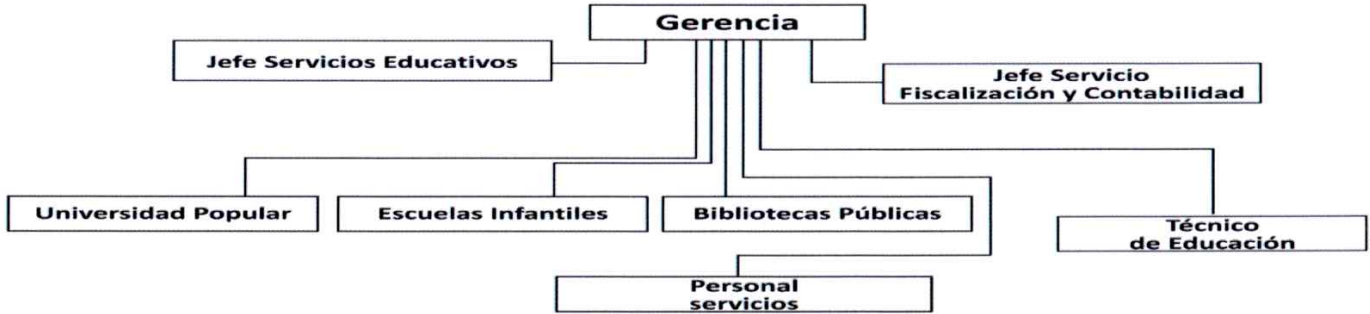 Gerencia
Jefe Servicios Educativos
Jefe Servicio
Fiscalización y Contabilidad
Universidad Popular
Escuelas Infantiles
Bibliotecas Públicas
Técnico
de Educación
Personal
servicios